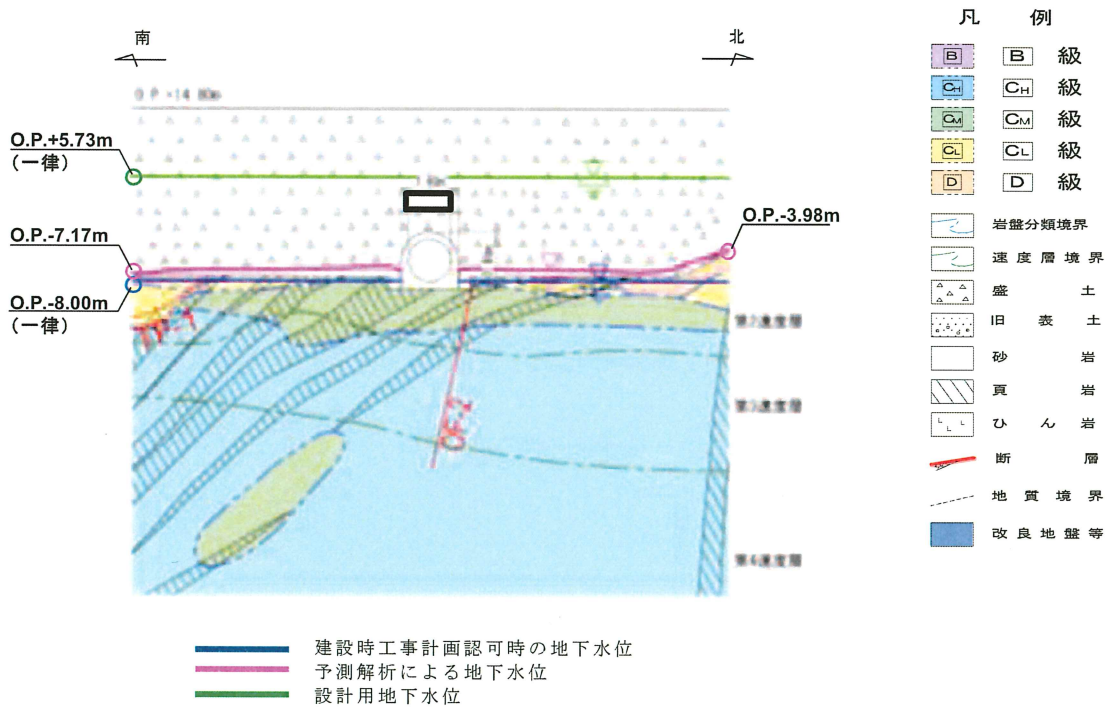 南
北
O.P.+14.80m
O.P.+5.73m
(一律)
O.P.-7.17m
O.P.-3.98m
O.P.-8.00m
(一律)
第2速度層
第3速度層
第4速度層
凡 例
B B 級
CH CH 級
CM CM 級
CL CL 級
D D 級
岩盤分類境界
速度層境界
盛 土
旧 表 土
砂 岩
頁 岩
ひ ん 岩
断 層
地 質 境 界
改 良 地 盤 等
建設時工事計画認可時の地下水位
予測解析による地下水位
設計用地下水位